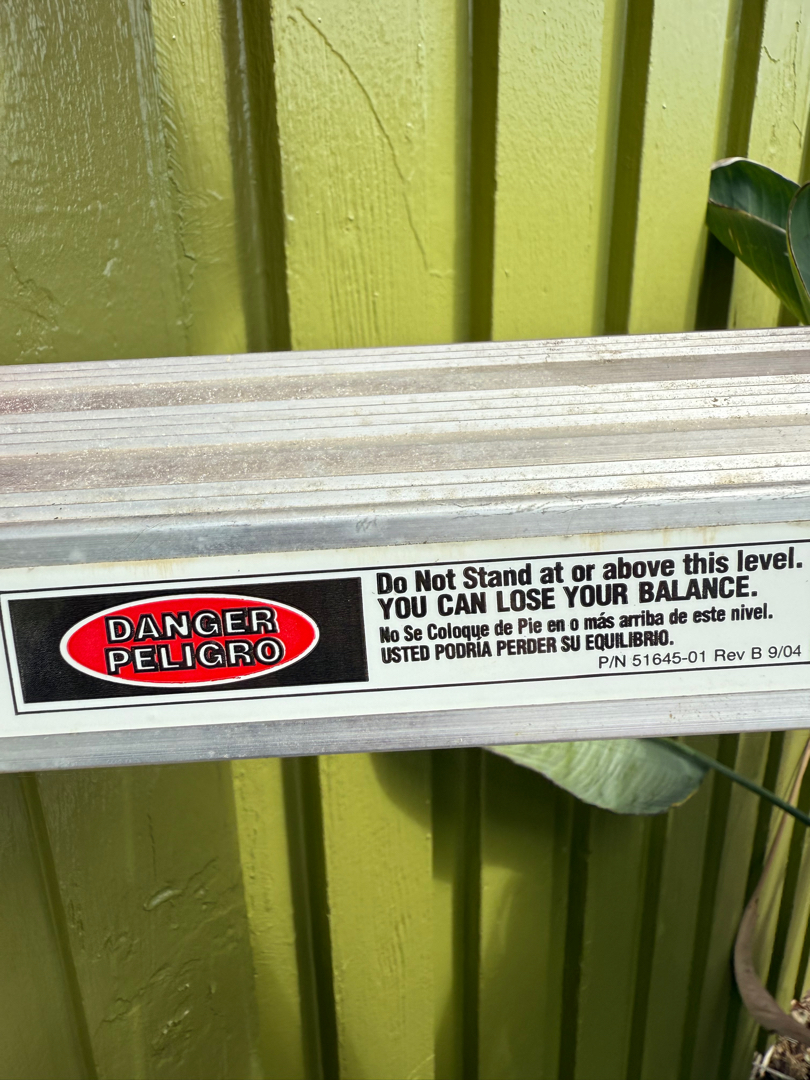 DANGER
PELIGRO
Do Not Stand at or above this level.
YOU CAN LOSE YOUR BALANCE.
No Se Coloque de Pie en o más arriba de este nivel.
USTED PODRÍA PERDER SU EQUILIBRIO.
P/N 51645-01 Rev B 9/04